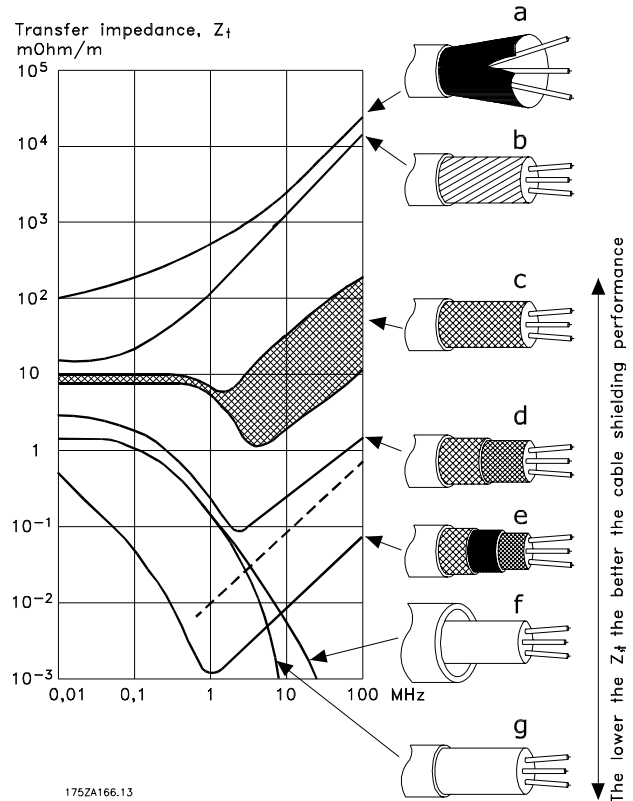 Transfer impedance, Zt
mOhm/m
a
10⁵
10⁴
b
10³
10²
c
10
1
d
10⁻¹
e
10⁻²
f
10⁻³
0,01 0,1 1 10 100 MHz
g
The lower the Zt the better the cable shielding performance
175ZA166.13